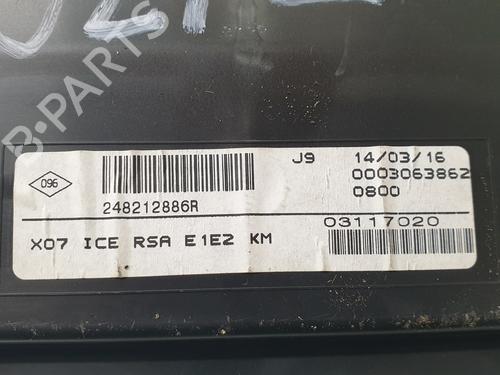 J9 14/03/16
096
0003063862
0800
248212886R
03117020
X07 ICE RSA E1E2 KM
B-PARTS